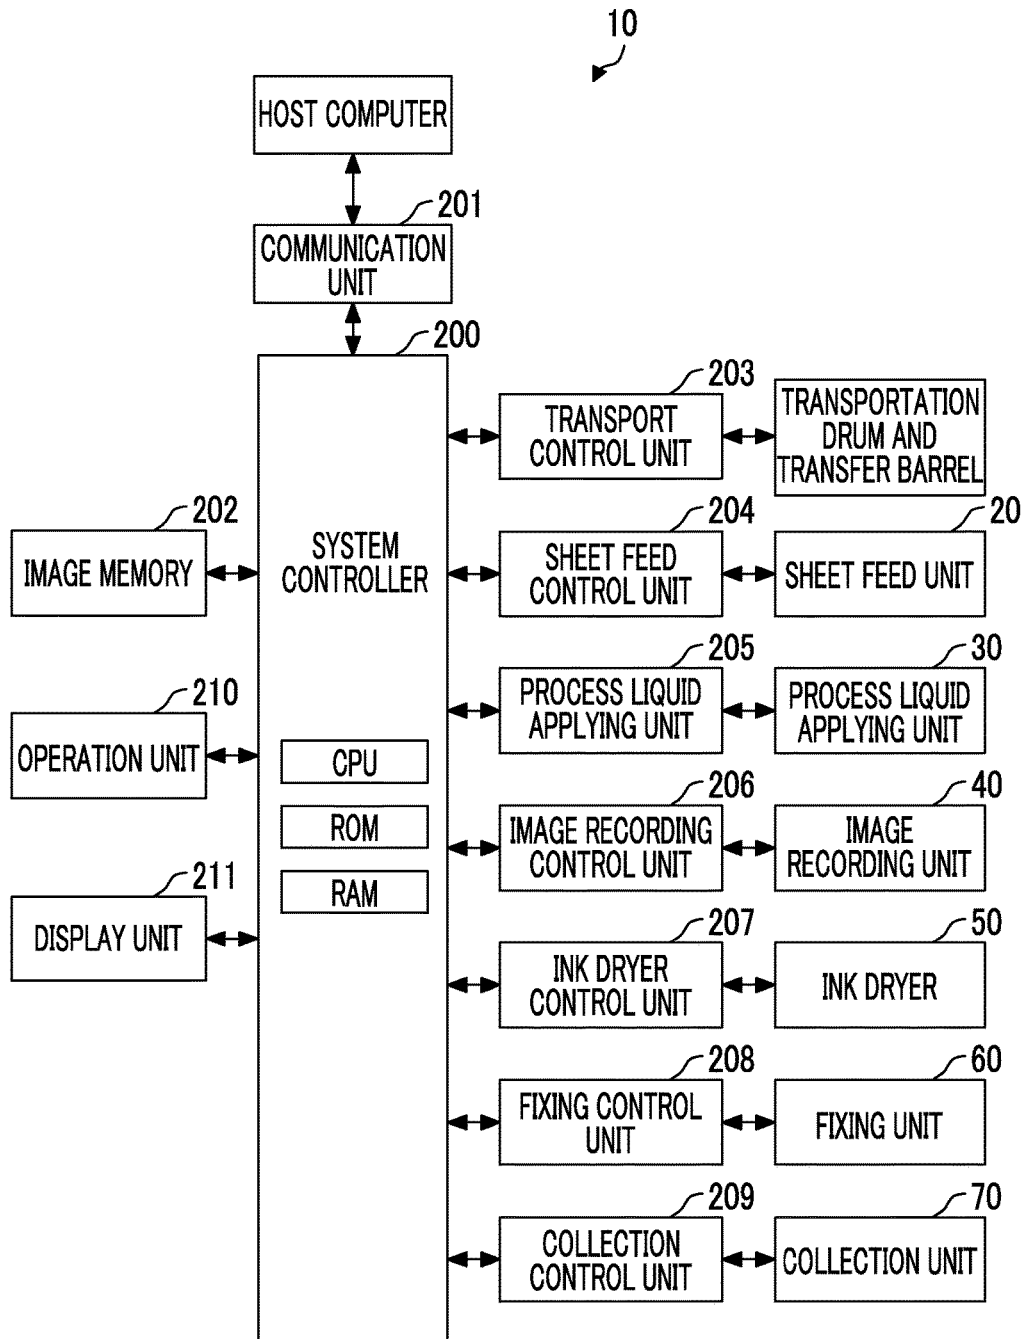 10
HOST COMPUTER
201
COMMUNICATION
UNIT
200
SYSTEM
CONTROLLER
CPU
ROM
RAM
202
IMAGE MEMORY
210
OPERATION UNIT
211
DISPLAY UNIT
203
TRANSPORT
CONTROL UNIT
TRANSPORTATION
DRUM AND
TRANSFER BARREL
204
SHEET FEED
CONTROL UNIT
20
SHEET FEED UNIT
205
PROCESS LIQUID
APPLYING UNIT
30
PROCESS LIQUID
APPLYING UNIT
206
IMAGE RECORDING
CONTROL UNIT
40
IMAGE
RECORDING UNIT
207
INK DRYER
CONTROL UNIT
50
INK DRYER
208
FIXING CONTROL
UNIT
60
FIXING UNIT
209
COLLECTION
CONTROL UNIT
70
COLLECTION UNIT